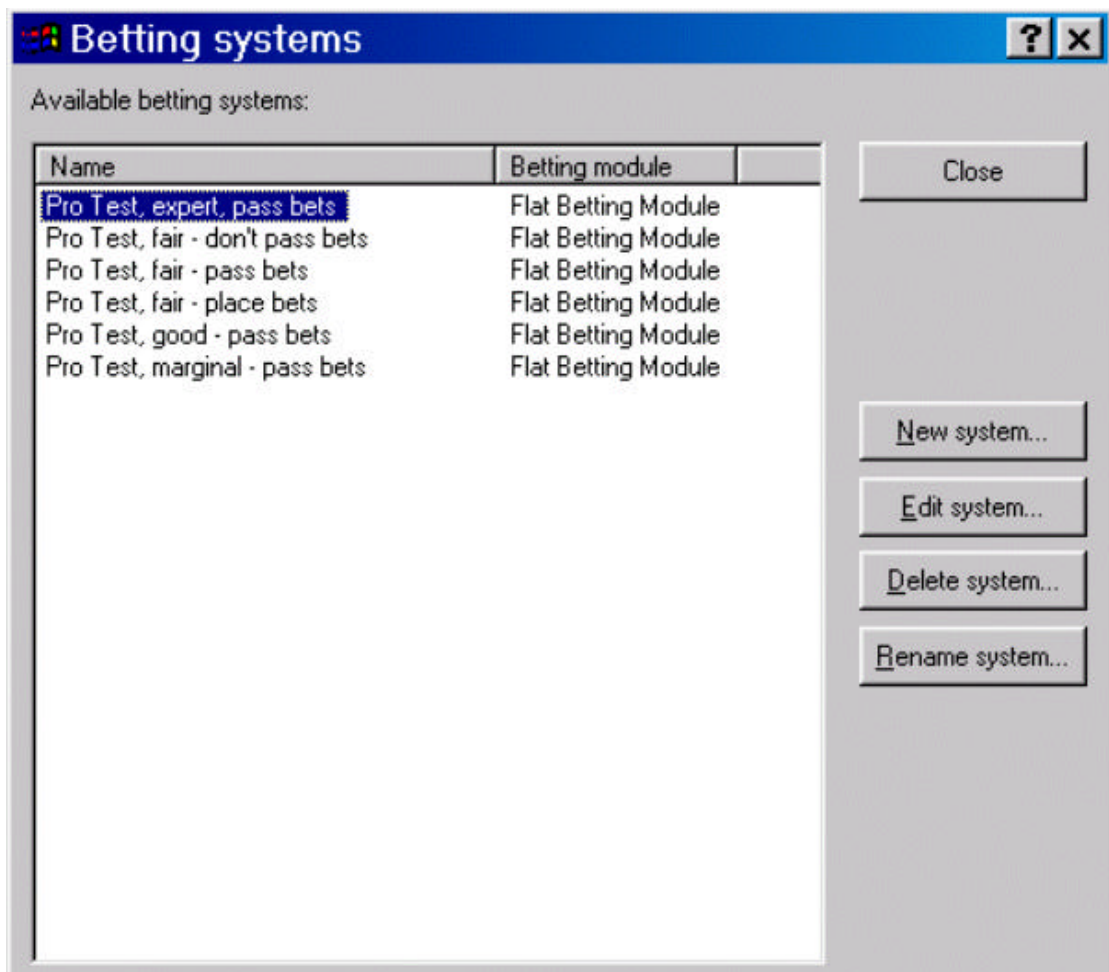 Betting systems
Available betting systems:
Name Betting module
Close
Pro Test, expert, pass bets Flat Betting Module
Pro Test, fair - don't pass bets Flat Betting Module
Pro Test, fair - pass bets Flat Betting Module
Pro Test, fair - place bets Flat Betting Module
Pro Test, good - pass bets Flat Betting Module
Pro Test, marginal - pass bets Flat Betting Module
New system...
Edit system...
Delete system...
Rename system...